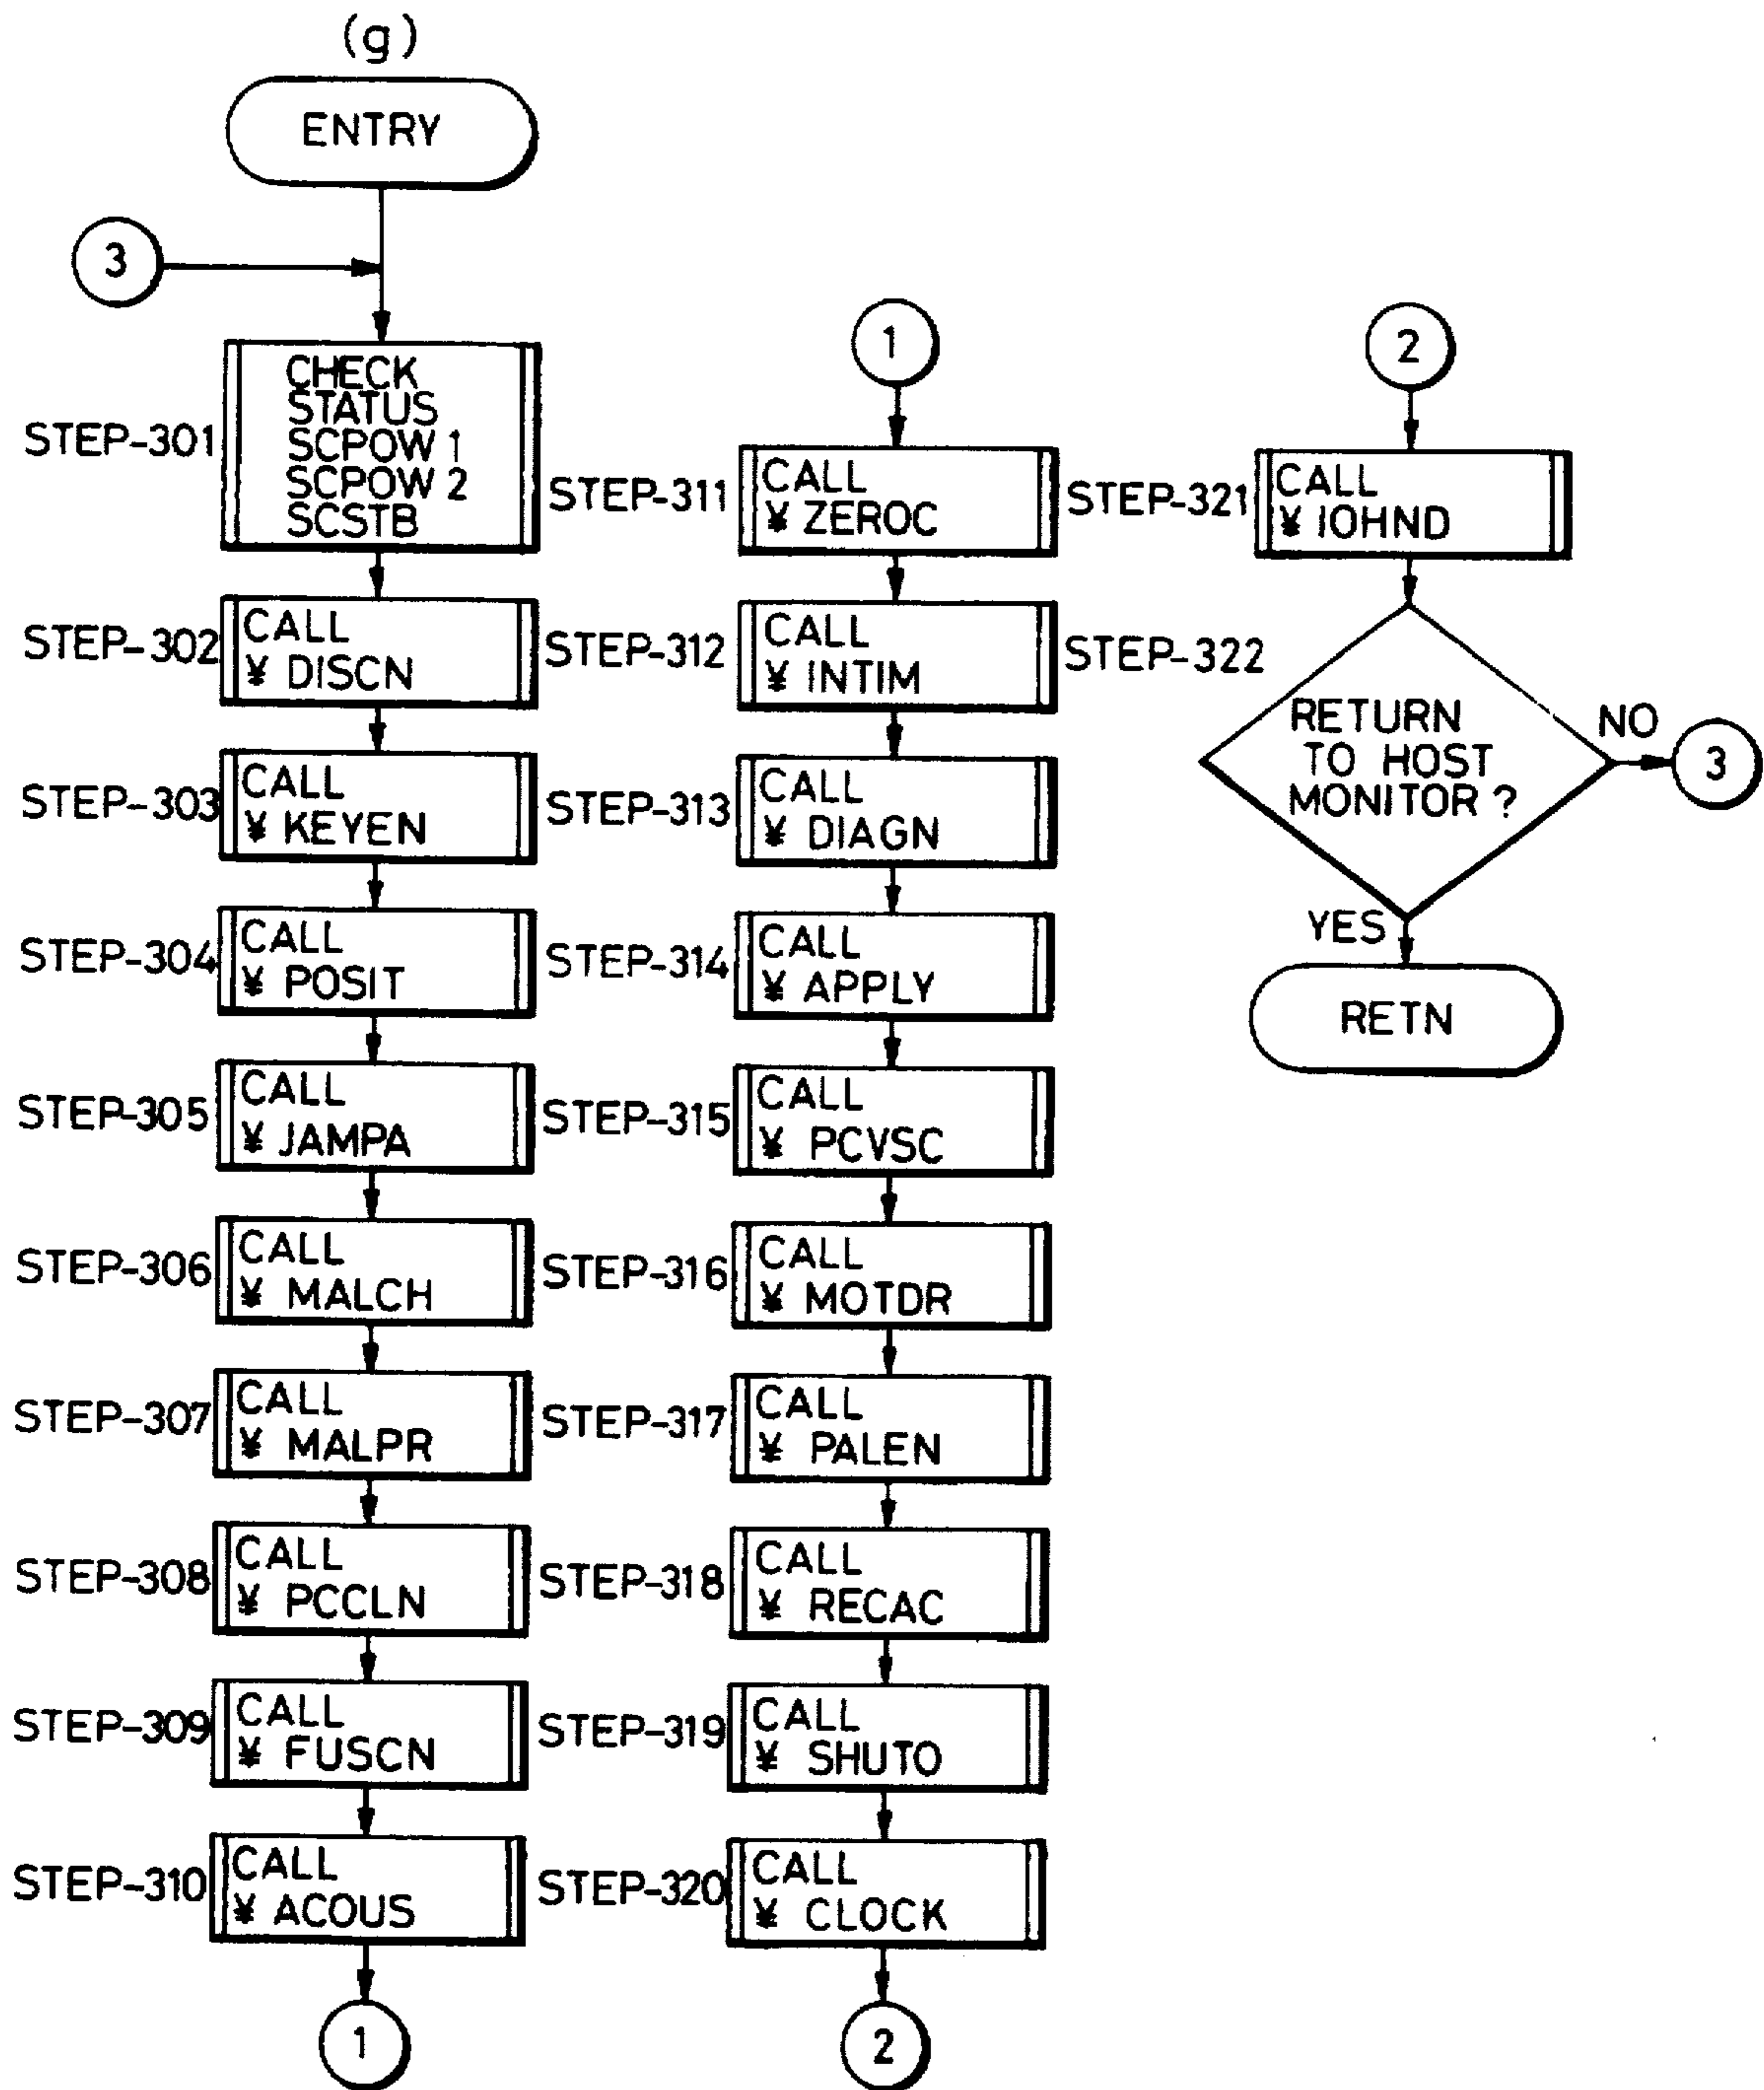 (g)
ENTRY
3
STEP-301
CHECK
STATUS
SCPOW 1
SCPOW 2
SCSTB
STEP-302
CALL
¥ DISCN
STEP-303
CALL
¥ KEYEN
STEP-304
CALL
¥ POSIT
STEP-305
CALL
¥ JAMPA
STEP-306
CALL
¥ MALCH
STEP-307
CALL
¥ MALPR
STEP-308
CALL
¥ PCCLN
STEP-309
CALL
¥ FUSCN
STEP-310
CALL
¥ ACOUS
1
1
STEP-311
CALL
¥ ZEROC
STEP-312
CALL
¥ INTIM
STEP-313
CALL
¥ DIAGN
STEP-314
CALL
¥ APPLY
STEP-315
CALL
¥ PCVSC
STEP-316
CALL
¥ MOTDR
STEP-317
CALL
¥ PALEN
STEP-318
CALL
¥ RECAC
STEP-319
CALL
¥ SHUTO
STEP-320
CALL
¥ CLOCK
2
2
STEP-321
CALL
¥ IOHND
STEP-322
RETURN
TO HOST
MONITOR ?
NO
3
YES
RETN